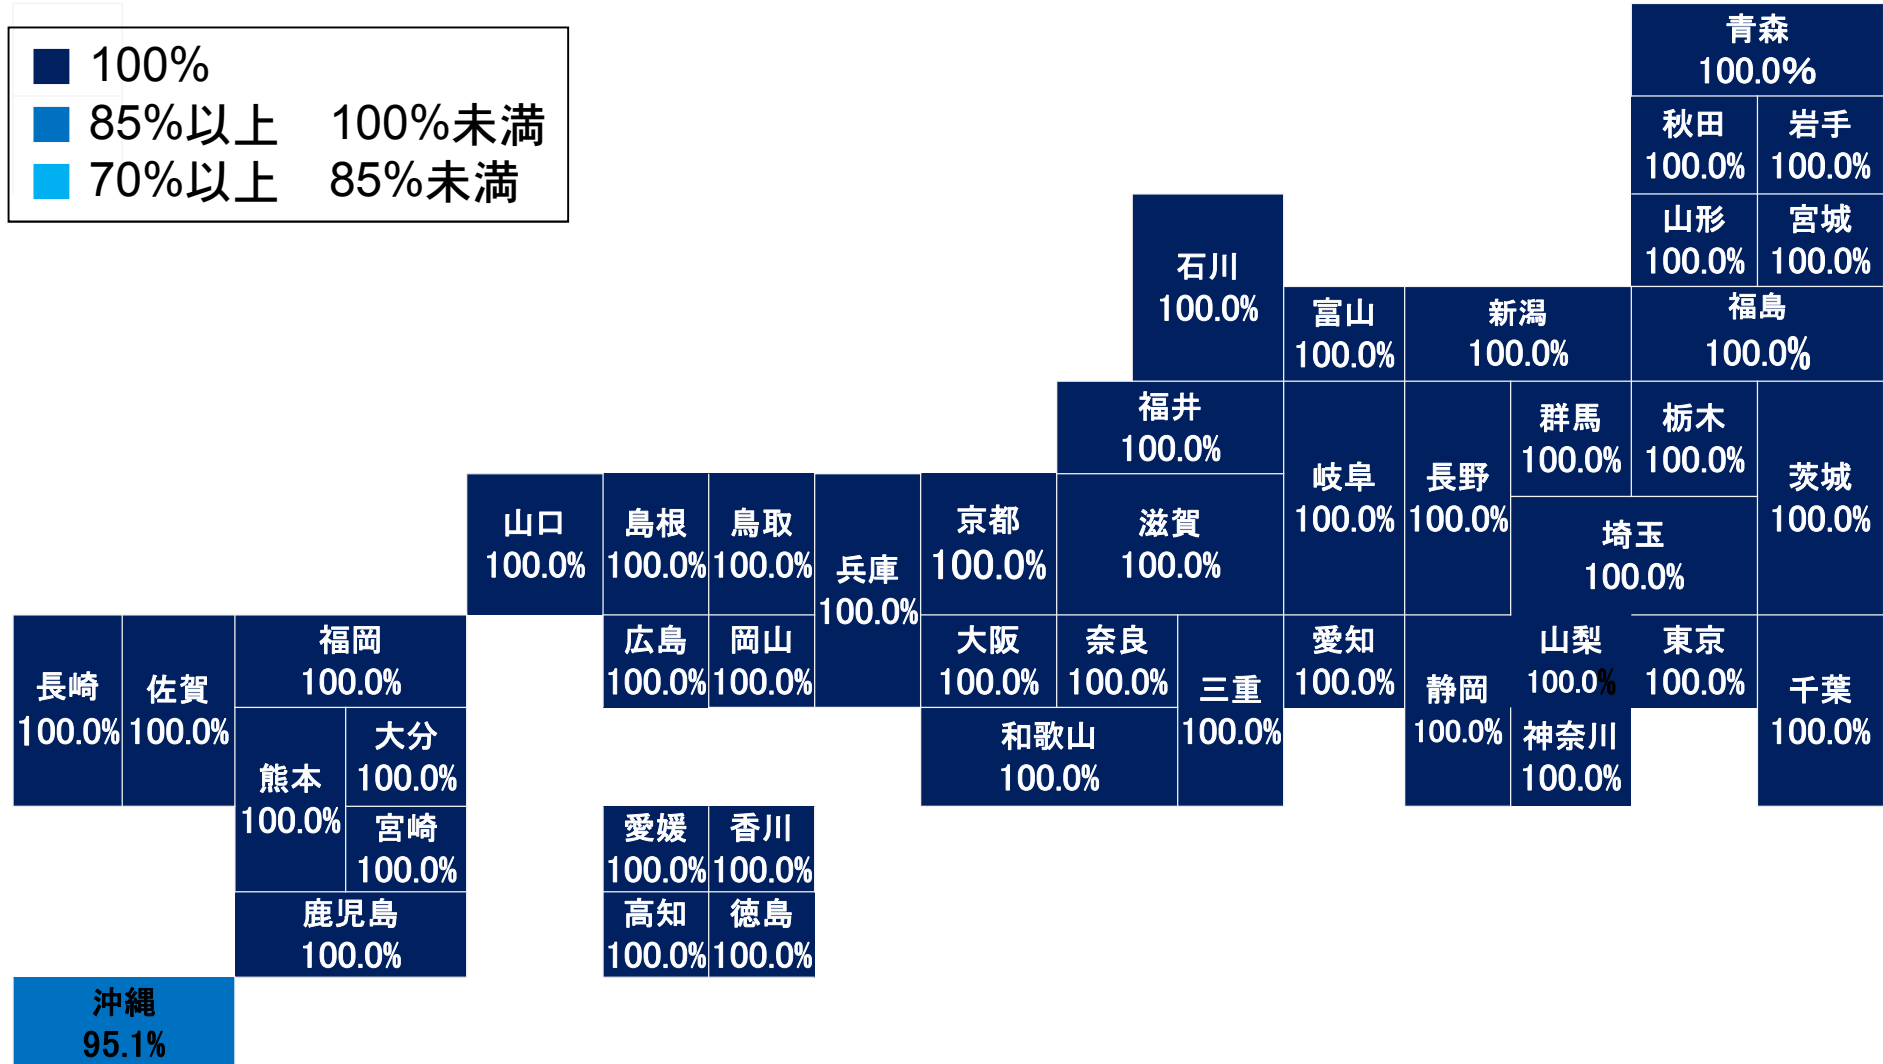 100%
85%以上　100%未満
70%以上　85%未満
青森
100.0%
秋田
100.0%
岩手
100.0%
山形
100.0%
宮城
100.0%
石川
100.0%
富山
100.0%
新潟
100.0%
福島
100.0%
福井
100.0%
岐阜
100.0%
長野
100.0%
群馬
100.0%
栃木
100.0%
茨城
100.0%
山口
100.0%
島根
100.0%
鳥取
100.0%
兵庫
100.0%
京都
100.0%
滋賀
100.0%
埼玉
100.0%
長崎
100.0%
佐賀
100.0%
福岡
100.0%
広島
100.0%
岡山
100.0%
大阪
100.0%
奈良
100.0%
三重
100.0%
愛知
100.0%
静岡
100.0%
山梨
100.0%
東京
100.0%
千葉
100.0%
熊本
100.0%
大分
100.0%
和歌山
100.0%
神奈川
100.0%
宮崎
100.0%
愛媛
100.0%
香川
100.0%
鹿児島
100.0%
高知
100.0%
徳島
100.0%
沖縄
95.1%